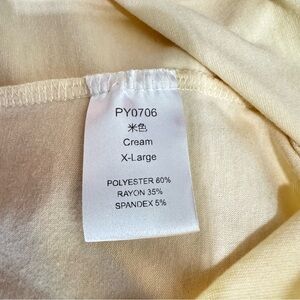 PY0706
米色
Cream
X-Large
POLYESTER 60%
RAYON 35%
SPANDEX 5%